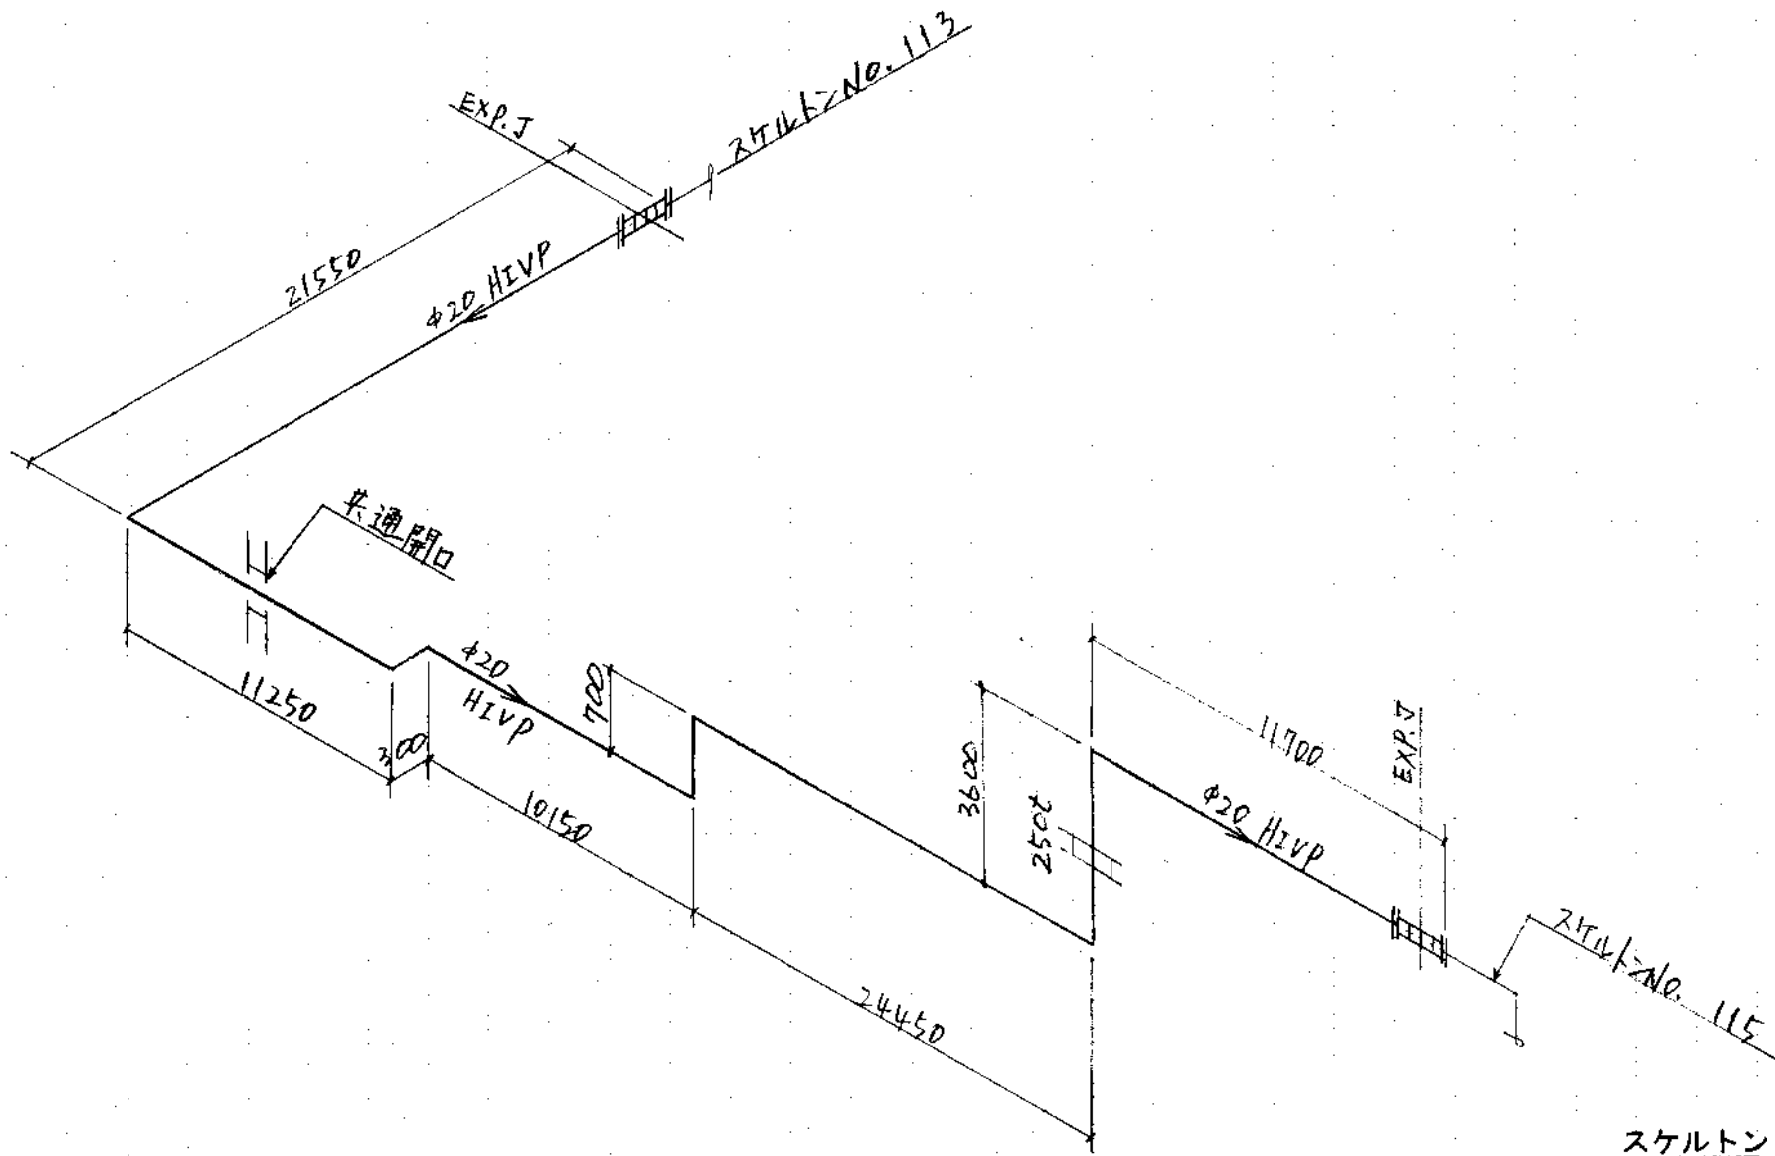 スケルトンNo. 113
EXP.J
21550
φ20 HIVP
共通開口
11250
300
φ20
HIVP
700
10150
24450
3600
250t
11700
EXP.J
φ20 HIVP
スケルトンNo. 115
スケルトン